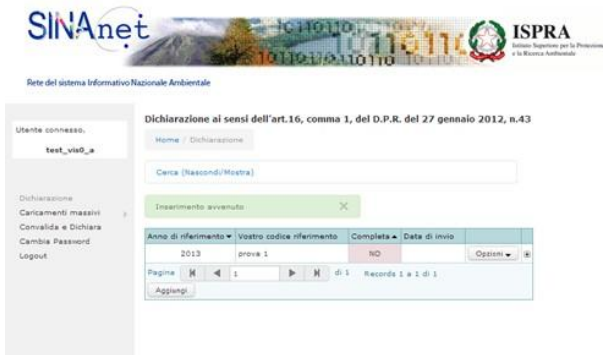 SINAnet
ISPRA
Istituto Superiore per la Protezione
e la Ricerca Ambientale
Rete del sistema Informativo Nazionale Ambientale
Dichiarazione ai sensi dell'art.16, comma 1, del D.P.R. del 27 gennaio 2012, n.43
Utente connesso.
test_vis0_a
Home / Dichiarazione
Cerca (Nascondi/Mostra)
Inserimento avvenuto
Dichiarazione
Caricamenti massivi
Convalida e Dichiara
Cambia Password
Logout
Anno di riferimento Vostro codice riferimento Completa Data di invio
2013 prova 1 NO Opzioni
Pagina 1 di 1 Records 1 a 1 di 1
Aggiungi